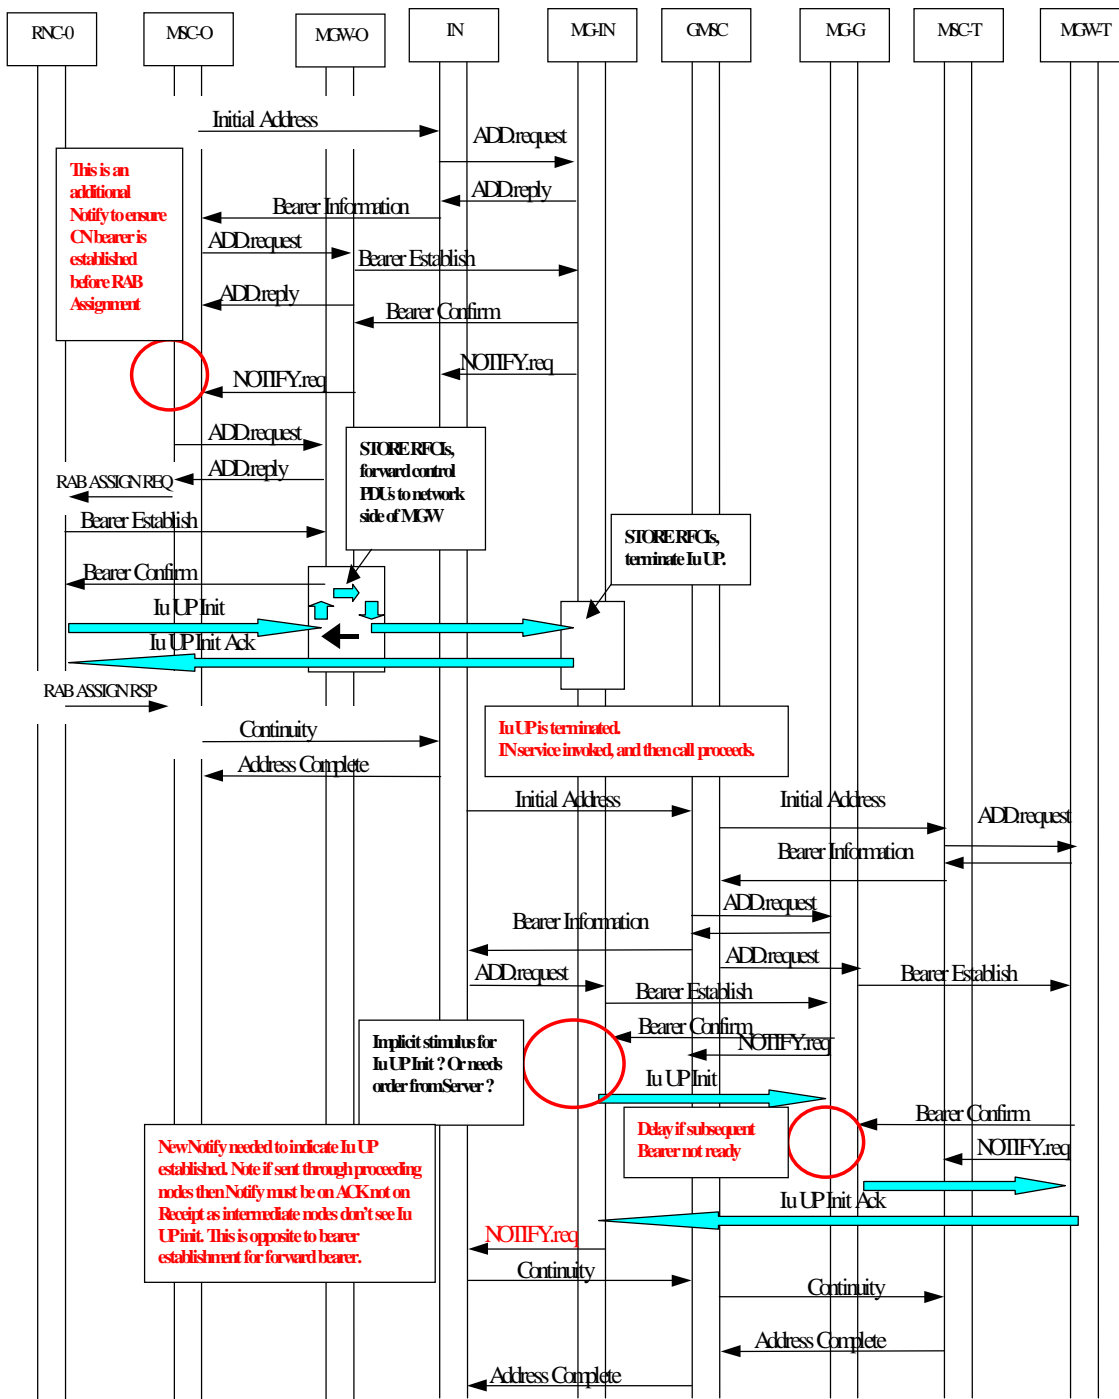 RNC-0
MSC-O
MGW-O
IN
MG-IN
GMSC
MG-G
MSC-T
MGW-T
Initial Address
ADD.request
This is an
additional
Notify to ensure
CN bearer is
established
before RAB
Assignment
ADD.reply
Bearer Information
ADD.request
Bearer Establish
ADD.reply
Bearer Confirm
NOTIFY.req
NOTIFY.req
ADD.request
STORE RFCIs,
forward control
PDUs to network
side of MGW
ADD.reply
RAB ASSIGN REQ
Bearer Establish
STORE RFCIs,
terminate Iu UP.
Bearer Confirm
Iu UP Init
Iu UP Init Ack
RAB ASSIGN RSP
Iu UP is terminated.
IN service invoked, and then call proceeds.
Continuity
Address Complete
Initial Address
Initial Address
ADD.request
Bearer Information
ADD.request
Bearer Information
ADD.request
Bearer Establish
ADD.request
Bearer Establish
Implicit stimulus for
Iu UP Init ? Or needs
order from Server ?
Bearer Confirm
NOTIFY.req
Iu UP Init
Delay if subsequent
Bearer not ready
Bearer Confirm
NOTIFY.req
New Notify needed to indicate Iu UP
established. Note if sent through proceeding
nodes then Notify must be on ACK not on
Receipt as intermediate nodes don't see Iu
UP init. This is opposite to bearer
establishment for forward bearer.
Iu UP Init Ack
NOTIFY.req
Continuity
Continuity
Address Complete
Address Complete